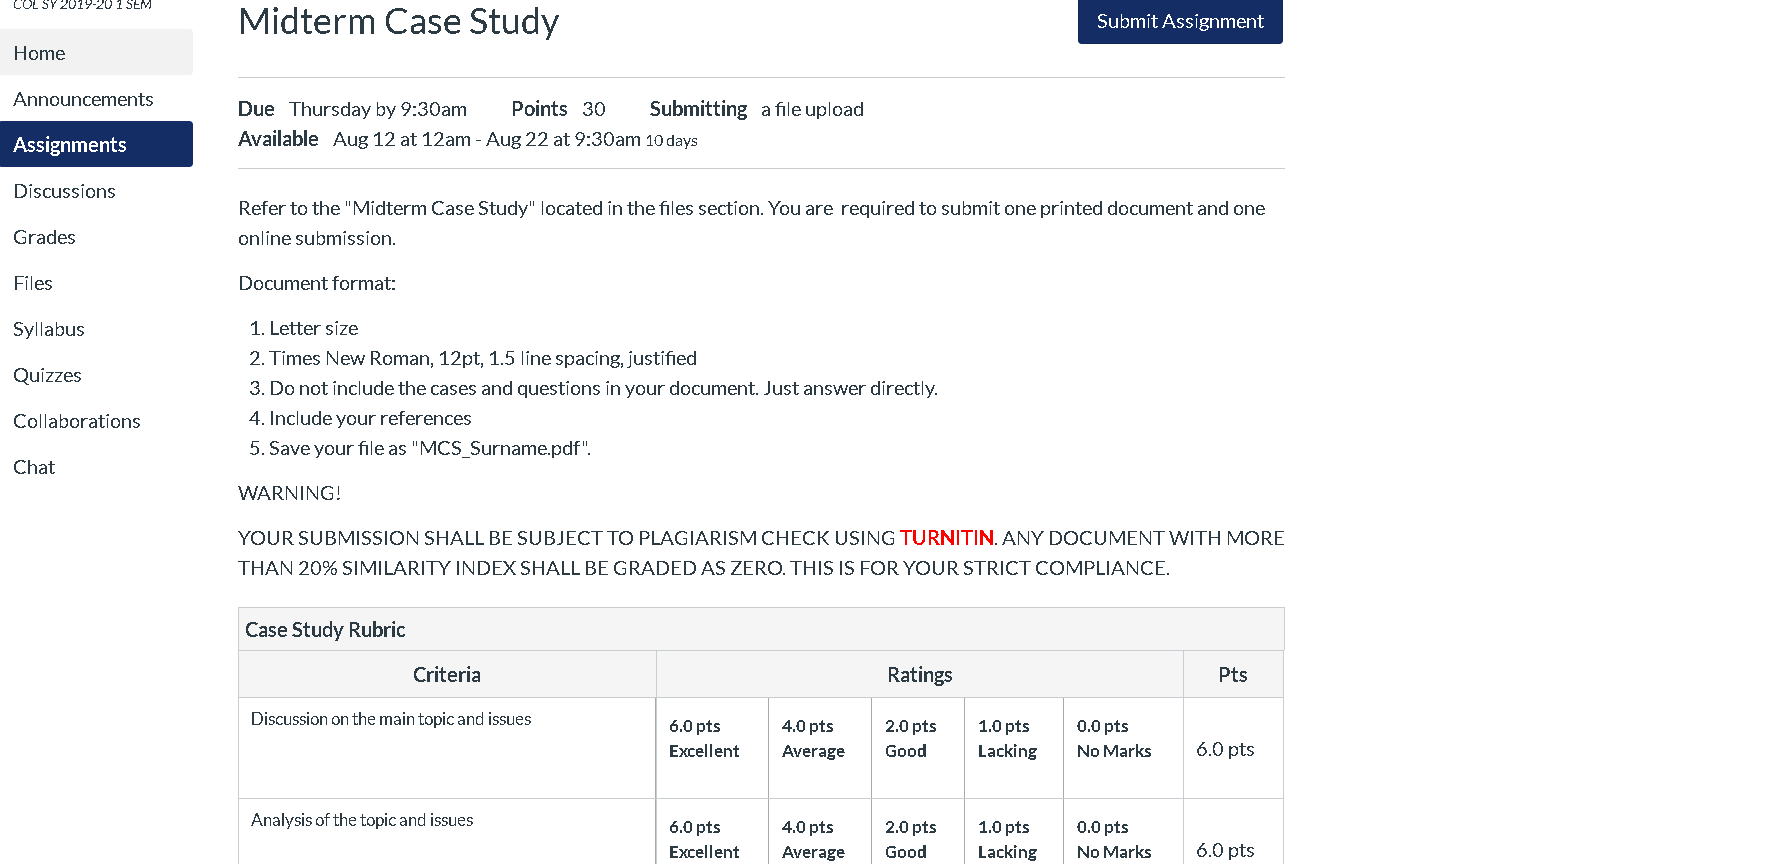 COL SY 2019-20 1 SEM
Home
Announcements
Assignments
Discussions
Grades
Files
Syllabus
Quizzes
Collaborations
Chat
Midterm Case Study
Submit Assignment
Due Thursday by 9:30am Points 30 Submitting a file upload
Available Aug 12 at 12am - Aug 22 at 9:30am 10 days
Refer to the "Midterm Case Study" located in the files section. You are  required to submit one printed document and one
online submission.
Document format:
1. Letter size
2. Times New Roman, 12pt, 1.5 line spacing, justified
3. Do not include the cases and questions in your document. Just answer directly.
4. Include your references
5. Save your file as "MCS_Surname.pdf".
WARNING!
YOUR SUBMISSION SHALL BE SUBJECT TO PLAGIARISM CHECK USING TURNITIN. ANY DOCUMENT WITH MORE
THAN 20% SIMILARITY INDEX SHALL BE GRADED AS ZERO. THIS IS FOR YOUR STRICT COMPLIANCE.
Case Study Rubric
Criteria Ratings Pts
Discussion on the main topic and issues
6.0 pts 4.0 pts 2.0 pts 1.0 pts 0.0 pts
Excellent Average Good Lacking No Marks
6.0 pts
Analysis of the topic and issues
6.0 pts 4.0 pts 2.0 pts 1.0 pts 0.0 pts
Excellent Average Good Lacking No Marks
6.0 pts